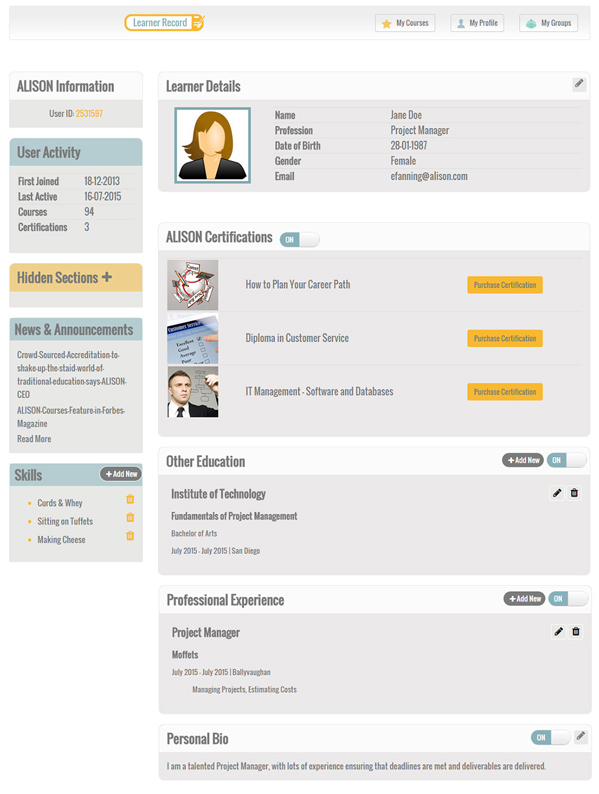 Learner Record
My Courses
My Profile
My Groups
ALISON Information
User ID: 2531597
User Activity
First Joined 18-12-2013
Last Active 16-07-2015
Courses 94
Certifications 3
Hidden Sections +
News & Announcements
Crowd-Sourced-Accreditation-to-
shake-up-the-staid-world-of-
traditional-education-says-ALISON-
CEO
ALISON-Courses-Feature-in-Forbes-
Magazine
Read More
Skills
+ Add New
Curds & Whey
Sitting on Tuffets
Making Cheese
Learner Details
Name Jane Doe
Profession Project Manager
Date of Birth 28-01-1987
Gender Female
Email efanning@alison.com
ALISON Certifications ON
How to Plan Your Career Path Purchase Certification
Customer Service
Excellent
Good
Average
Poor
Diploma in Customer Service Purchase Certification
IT Management - Software and Databases Purchase Certification
Other Education + Add New ON
Institute of Technology
Fundamentals of Project Management
Bachelor of Arts
July 2015 - July 2015 | San Diego
Professional Experience + Add New ON
Project Manager
Moffets
July 2015 - July 2015 | Ballyvaughan
Managing Projects, Estimating Costs
Personal Bio ON
I am a talented Project Manager, with lots of experience ensuring that deadlines are met and deliverables are delivered.